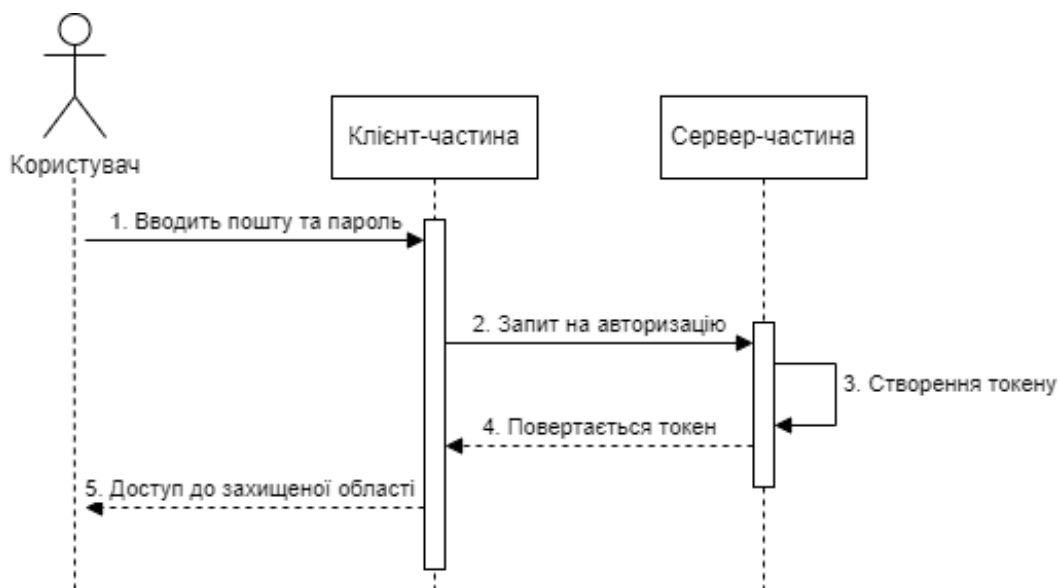 Користувач
Клієнт-частина
Сервер-частина
1. Вводить пошту та пароль
2. Запит на авторизацію
3. Створення токену
4. Повертається токен
5. Доступ до захищеної області